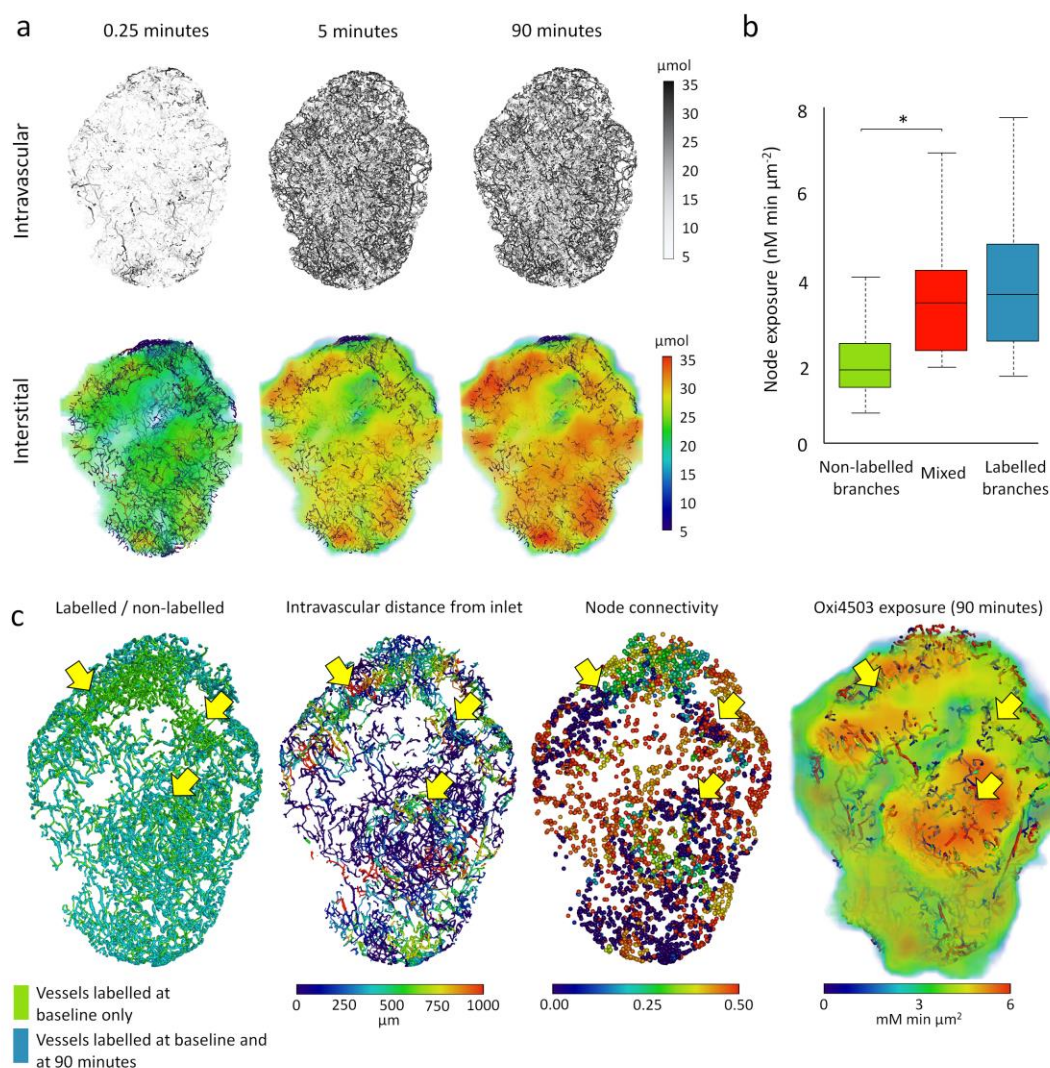 a
0.25 minutes
5 minutes
90 minutes
Intravascular
µmol
35
30
25
20
15
10
5
Interstital
µmol
35
30
25
20
15
10
5
b
Node exposure (nM min µm⁻²)
8
6
4
2
0
*
Non-labelled
branches
Mixed
Labelled
branches
c
Labelled / non-labelled
Intravascular distance from inlet
Node connectivity
Oxi4503 exposure (90 minutes)
Vessels labelled at
baseline only
Vessels labelled at baseline and
at 90 minutes
0 250 500 750 1000
µm
0.00 0.25 0.50
0 3 6
mM min µm²